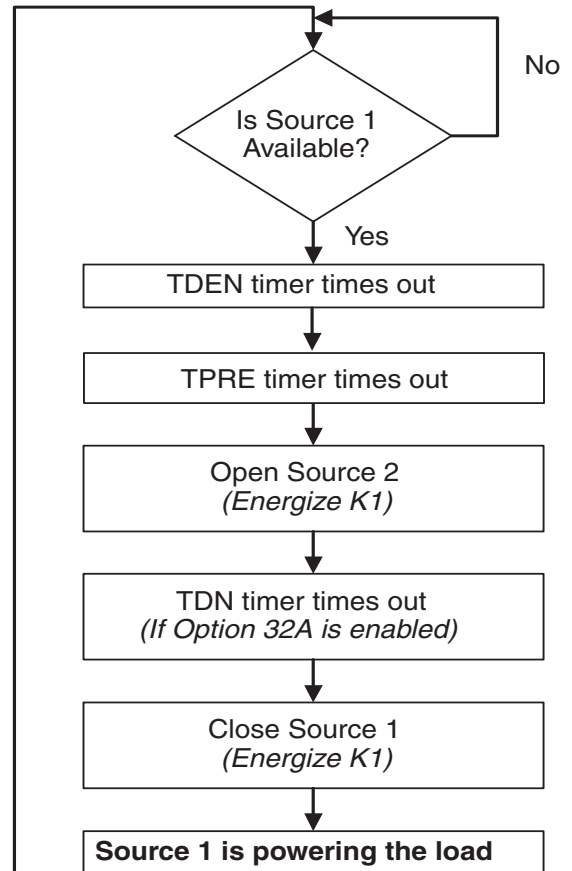 No
Is Source 1
Available?
Yes
TDEN timer times out
TPRE timer times out
Open Source 2
(Energize K1)
TDN timer times out
(If Option 32A is enabled)
Close Source 1
(Energize K1)
Source 1 is powering the load